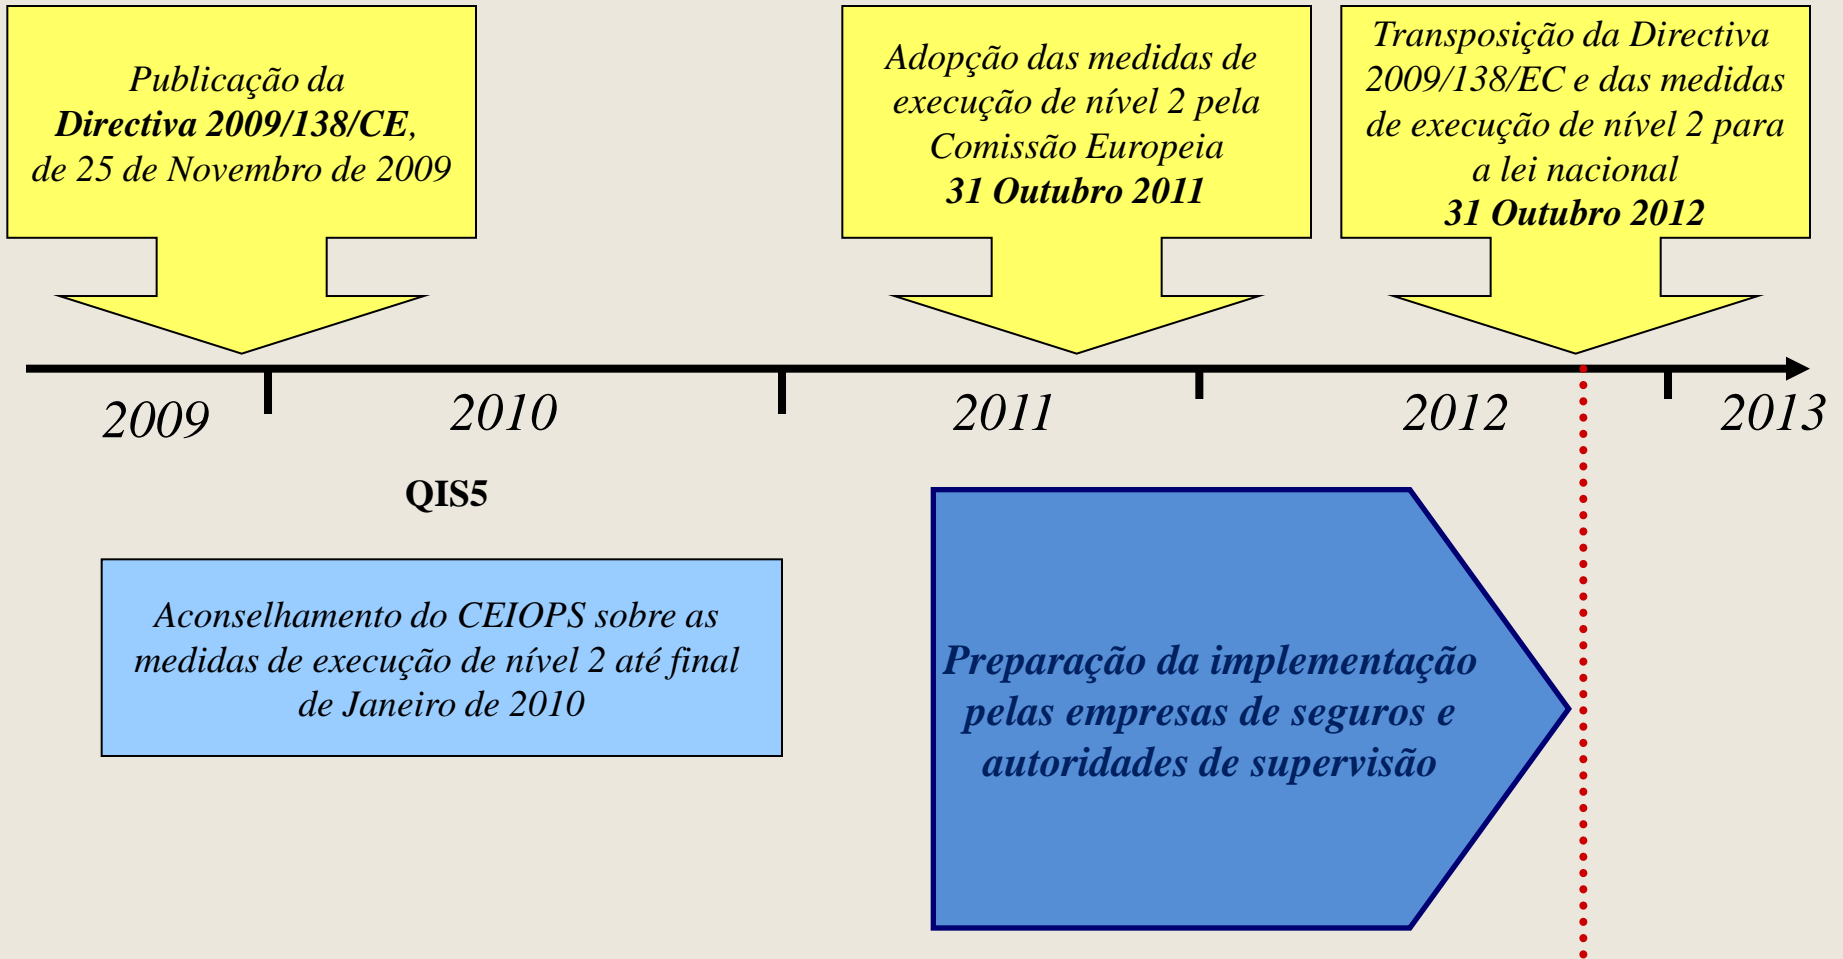 Publicação da
Directiva 2009/138/CE,
de 25 de Novembro de 2009
Adopção das medidas de
execução de nível 2 pela
Comissão Europeia
31 Outubro 2011
Transposição da Directiva
2009/138/EC e das medidas
de execução de nível 2 para
a lei nacional
31 Outubro 2012
2009
2010
2011
2012
2013
QIS5
Aconselhamento do CEIOPS sobre as
medidas de execução de nível 2 até final
de Janeiro de 2010
Preparação da implementação
pelas empresas de seguros e
autoridades de supervisão